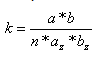 k = a * b / n * a_z * b_z